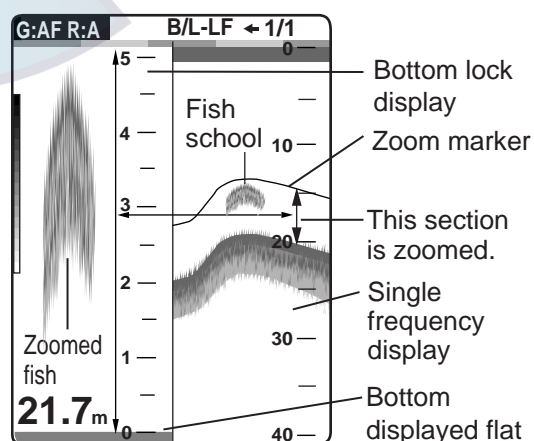 G:AF R:A
B/L-LF ← 1/1
5
4
3
2
1
0
0
10
20
30
40
Fish
school
Zoomed
fish
21.7m
Bottom lock
display
Zoom marker
This section
is zoomed.
Single
frequency
display
Bottom
displayed flat